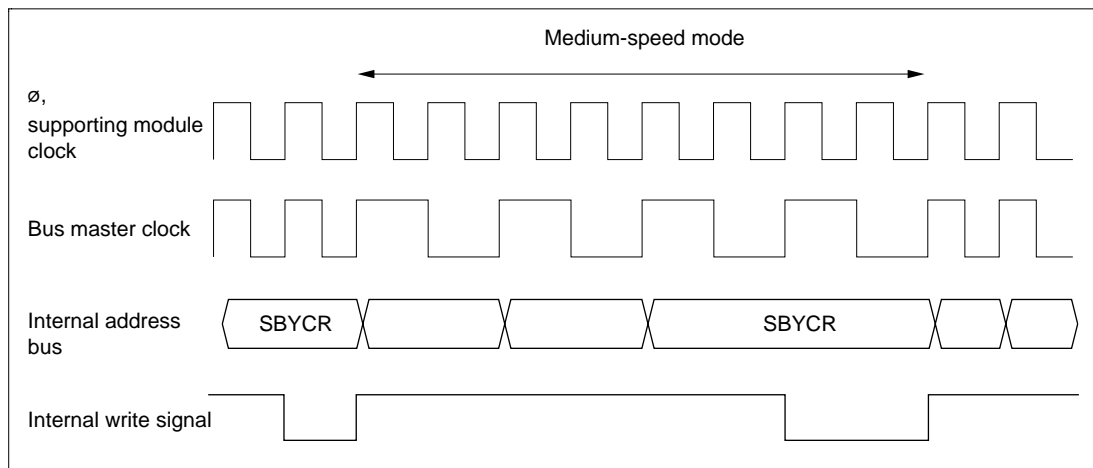 Medium-speed mode
ø,
supporting module
clock
Bus master clock
Internal address
bus
SBYCR
SBYCR
Internal write signal